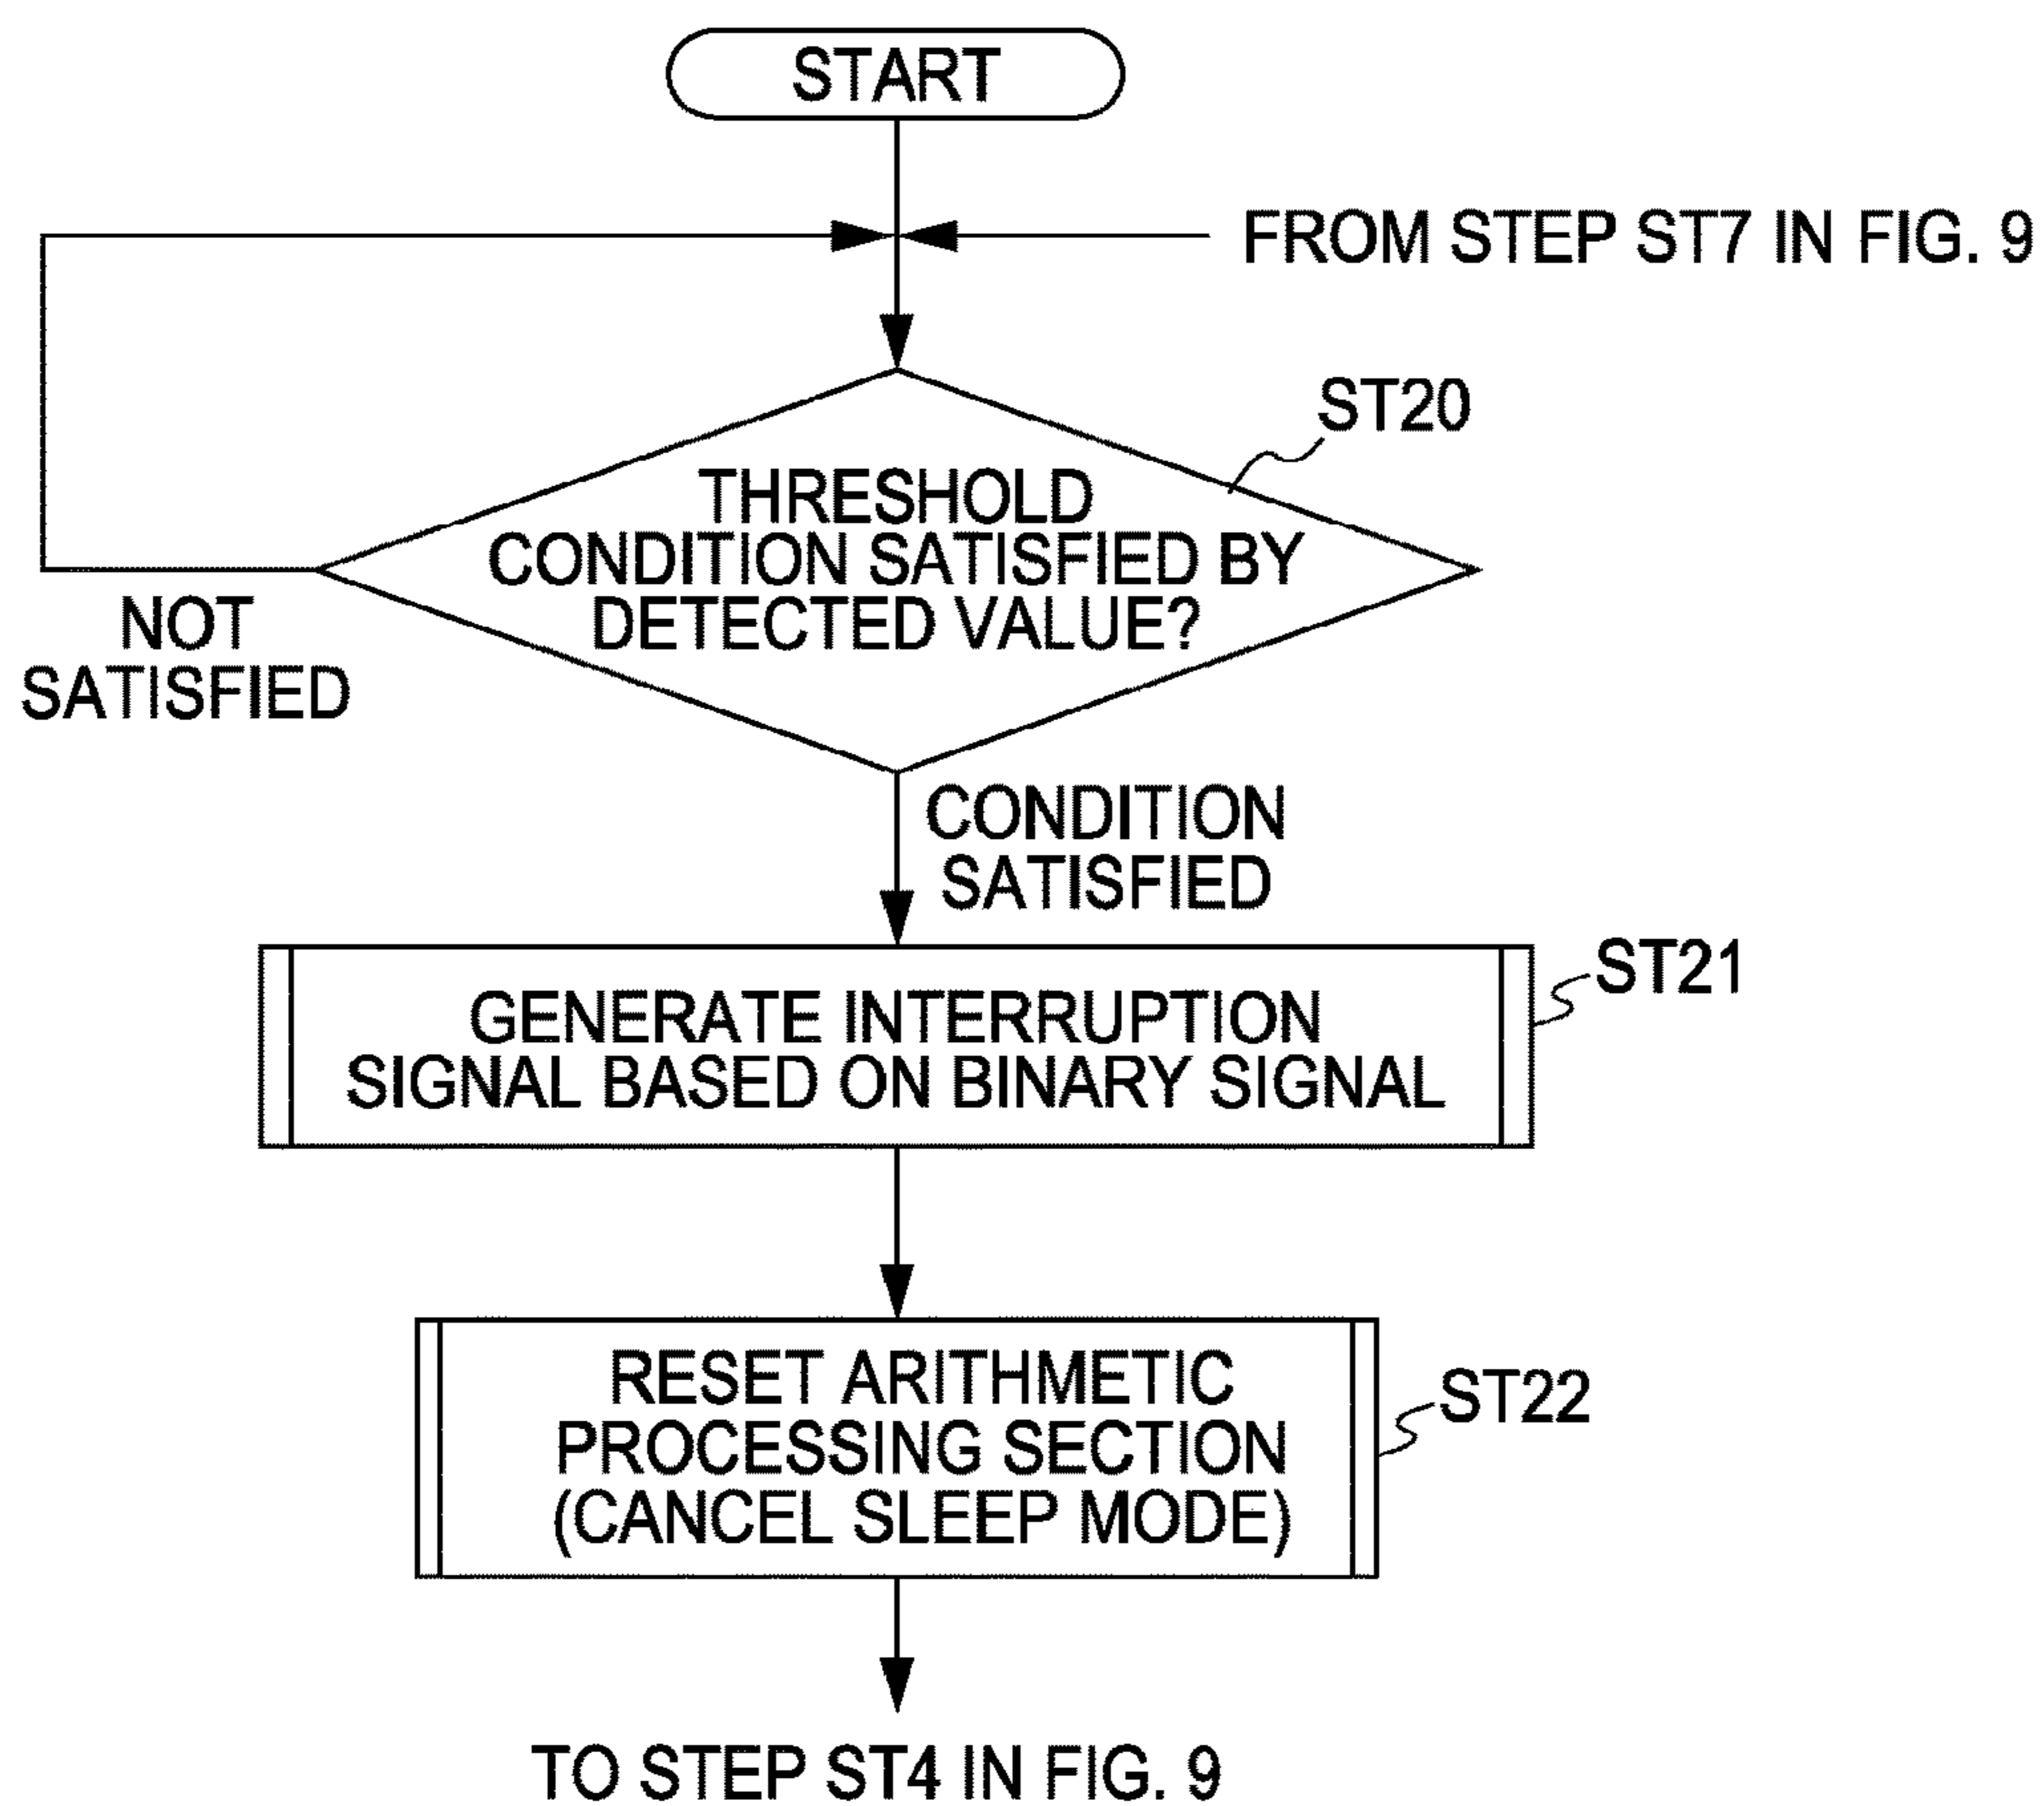 START
FROM STEP ST7 IN FIG. 9
ST20
THRESHOLD
CONDITION SATISFIED BY
DETECTED VALUE?
NOT
SATISFIED
CONDITION
SATISFIED
ST21
GENERATE INTERRUPTION
SIGNAL BASED ON BINARY SIGNAL
RESET ARITHMETIC
PROCESSING SECTION
(CANCEL SLEEP MODE)
ST22
TO STEP ST4 IN FIG. 9